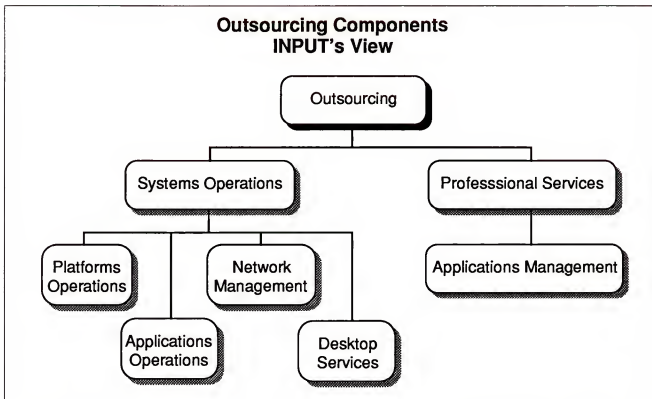 Outsourcing Components
INPUT's View
Outsourcing
Systems Operations
Professsional Services
Platforms
Operations
Network
Management
Applications Management
Applications
Operations
Desktop
Services